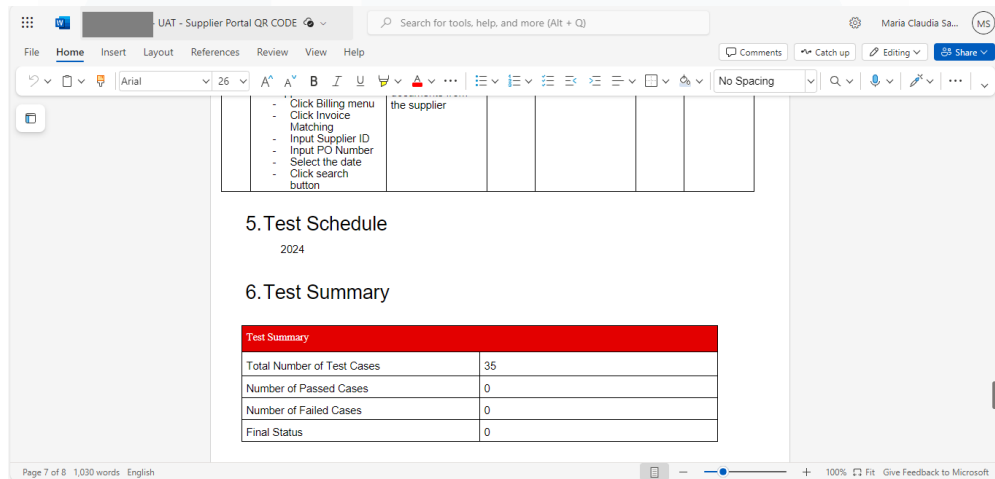 UAT - Supplier Portal QR CODE
Search for tools, help, and more (Alt + Q)
Maria Claudia Sa...
MS
File Home Insert Layout References Review View Help
Comments Catch up Editing Share
Arial 26 A A B I U A ... No Spacing ...
- Click Billing menu
- Click Invoice Matching
- Input Supplier ID
- Input PO Number
- Select the date
- Click search button
the supplier
5.Test Schedule
2024
6.Test Summary
Test Summary
Total Number of Test Cases 35
Number of Passed Cases 0
Number of Failed Cases 0
Final Status 0
Page 7 of 8 1,030 words English
100% Fit Give Feedback to Microsoft